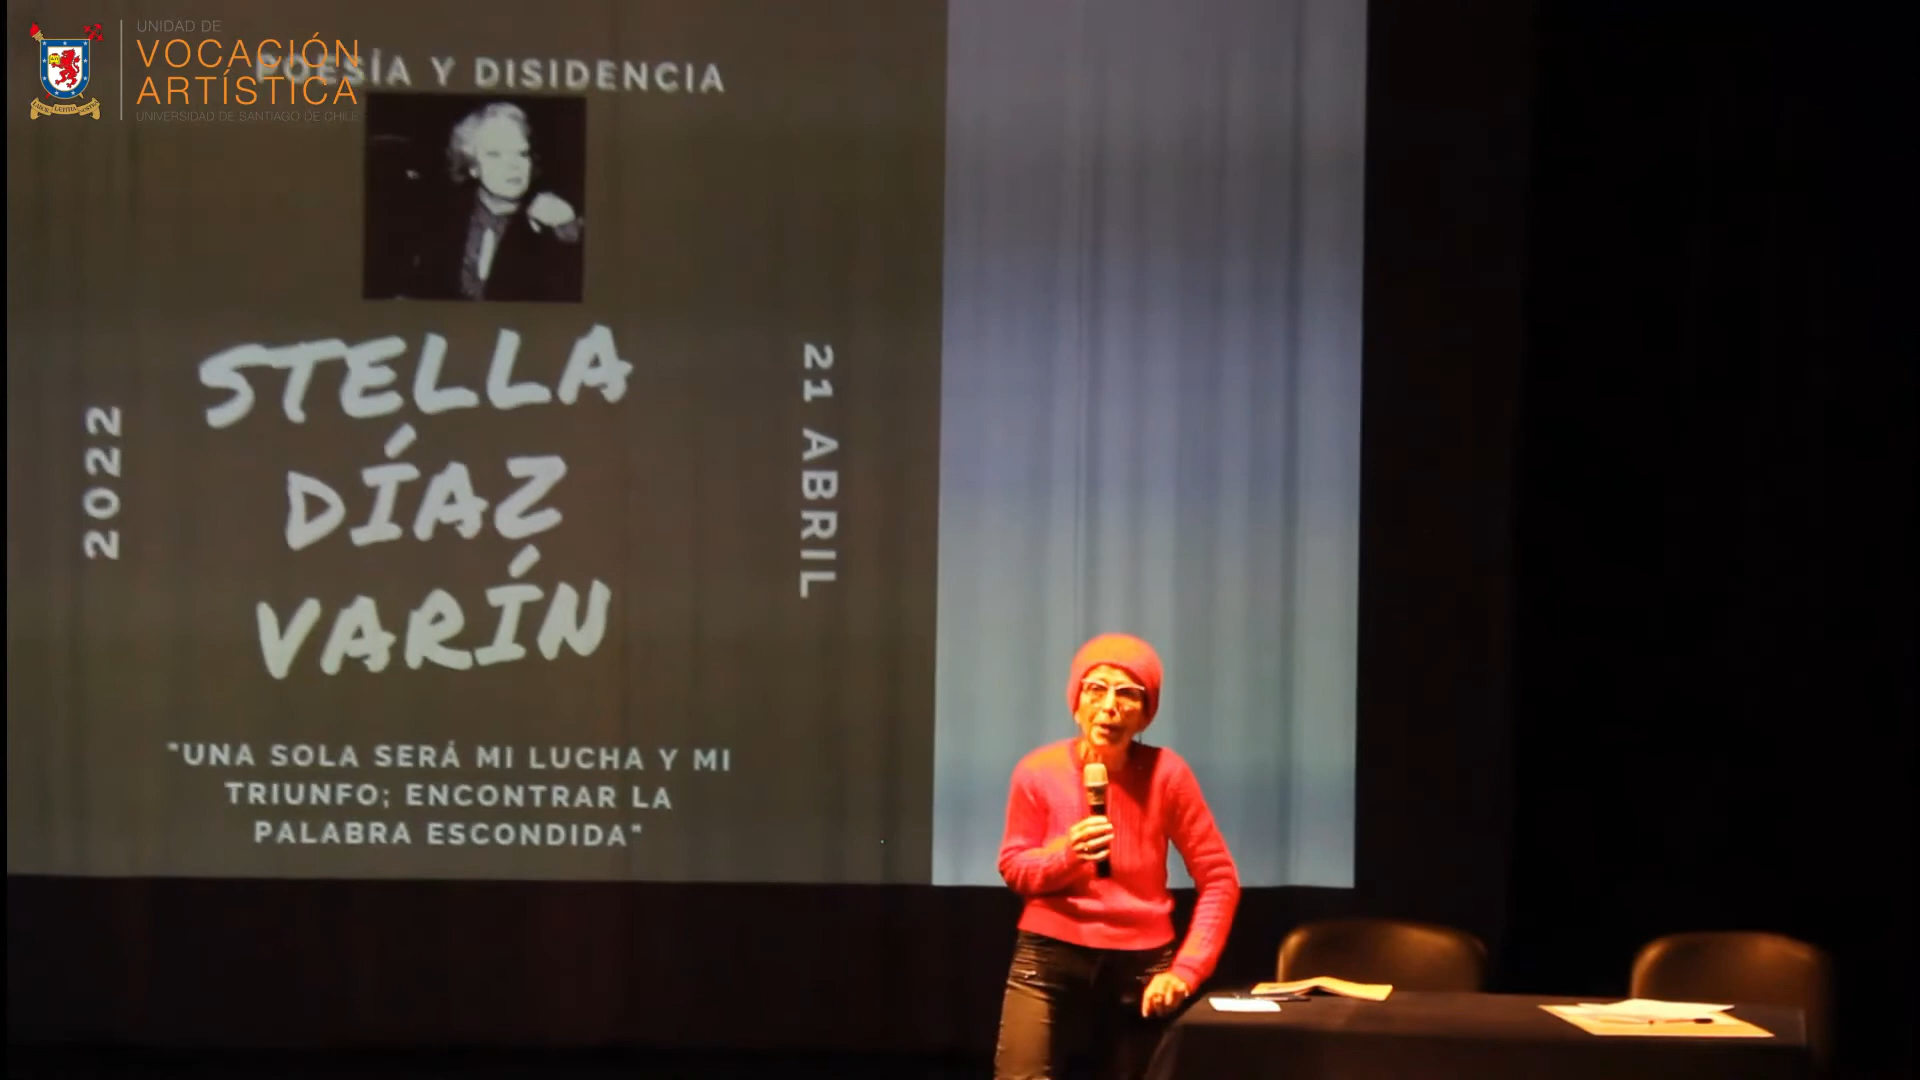 UNIDAD DE
VOCACIÓN
ARTÍSTICA
UNIVERSIDAD DE SANTIAGO DE CHILE
POESÍA Y DISIDENCIA
STELLA
DÍAZ
VARÍN
2022
21 ABRIL
"UNA SOLA SERÁ MI LUCHA Y MI
TRIUNFO; ENCONTRAR LA
PALABRA ESCONDIDA"